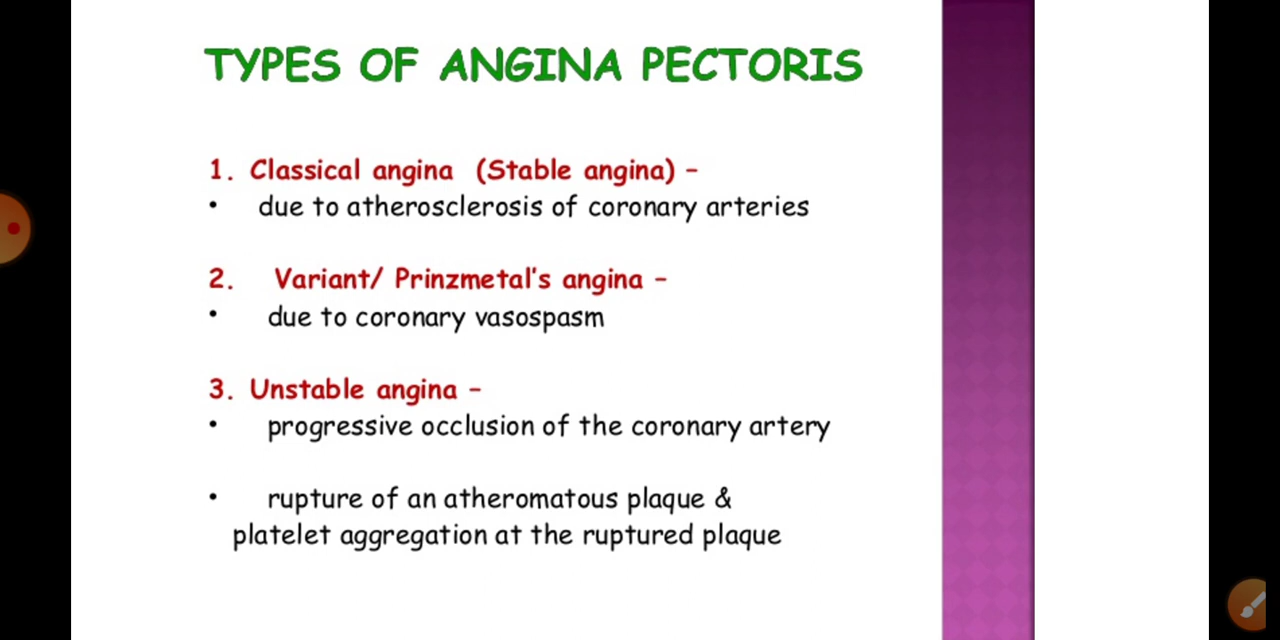 TYPES OF ANGINA PECTORIS
1. Classical angina (Stable angina) –
• due to atherosclerosis of coronary arteries
2. Variant/ Prinzmetal's angina –
• due to coronary vasospasm
3. Unstable angina –
• progressive occlusion of the coronary artery
• rupture of an atheromatous plaque &
platelet aggregation at the ruptured plaque